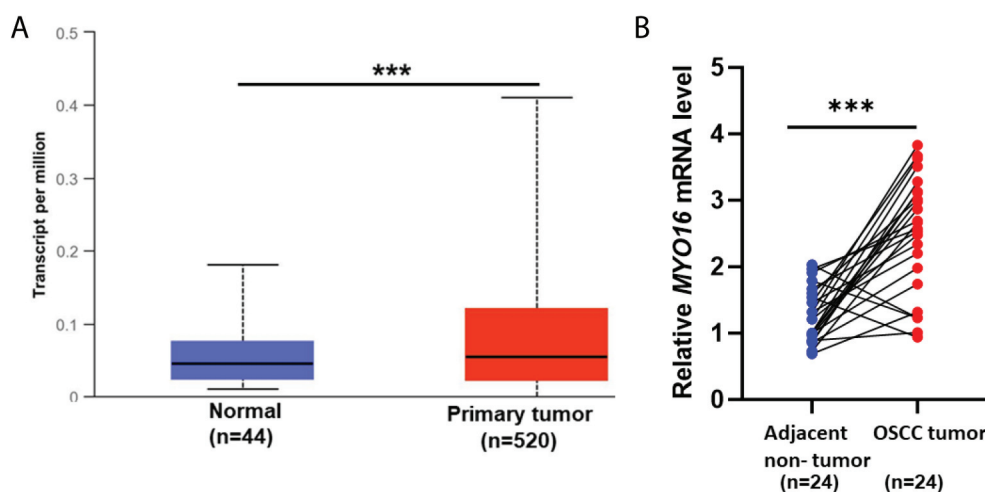 A
Transcript per million
0.5
0.4
0.3
0.2
0.1
0
***
Normal
(n=44)
Primary tumor
(n=520)
B
Relative MYO16 mRNA level
5
4
3
2
1
0
***
Adjacent
non- tumor
(n=24)
OSCC tumor
(n=24)